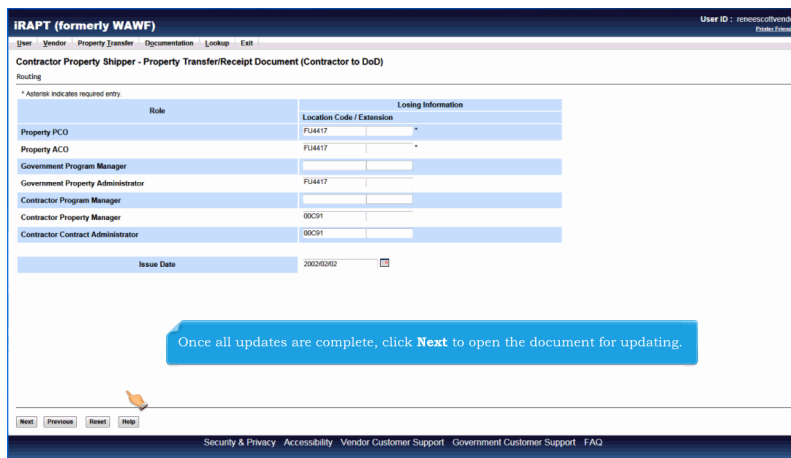 iRAPT (formerly WAWF)
User ID : reneescottvend
Printer Frien
User Vendor Property Transfer Documentation Lookup Exit
Contractor Property Shipper - Property Transfer/Receipt Document (Contractor to DoD)
Routing
* Asterisk indicates required entry.
Role
Losing Information
Location Code / Extension
Property PCO FU4417 *
Property ACO FU4417 *
Government Program Manager
Government Property Administrator FU4417
Contractor Program Manager
Contractor Property Manager 00C91
Contractor Contract Administrator 00C91
Issue Date 2002/02/02
Once all updates are complete, click Next to open the document for updating.
Next Previous Reset Help
Security & Privacy Accessibility Vendor Customer Support Government Customer Support FAQ